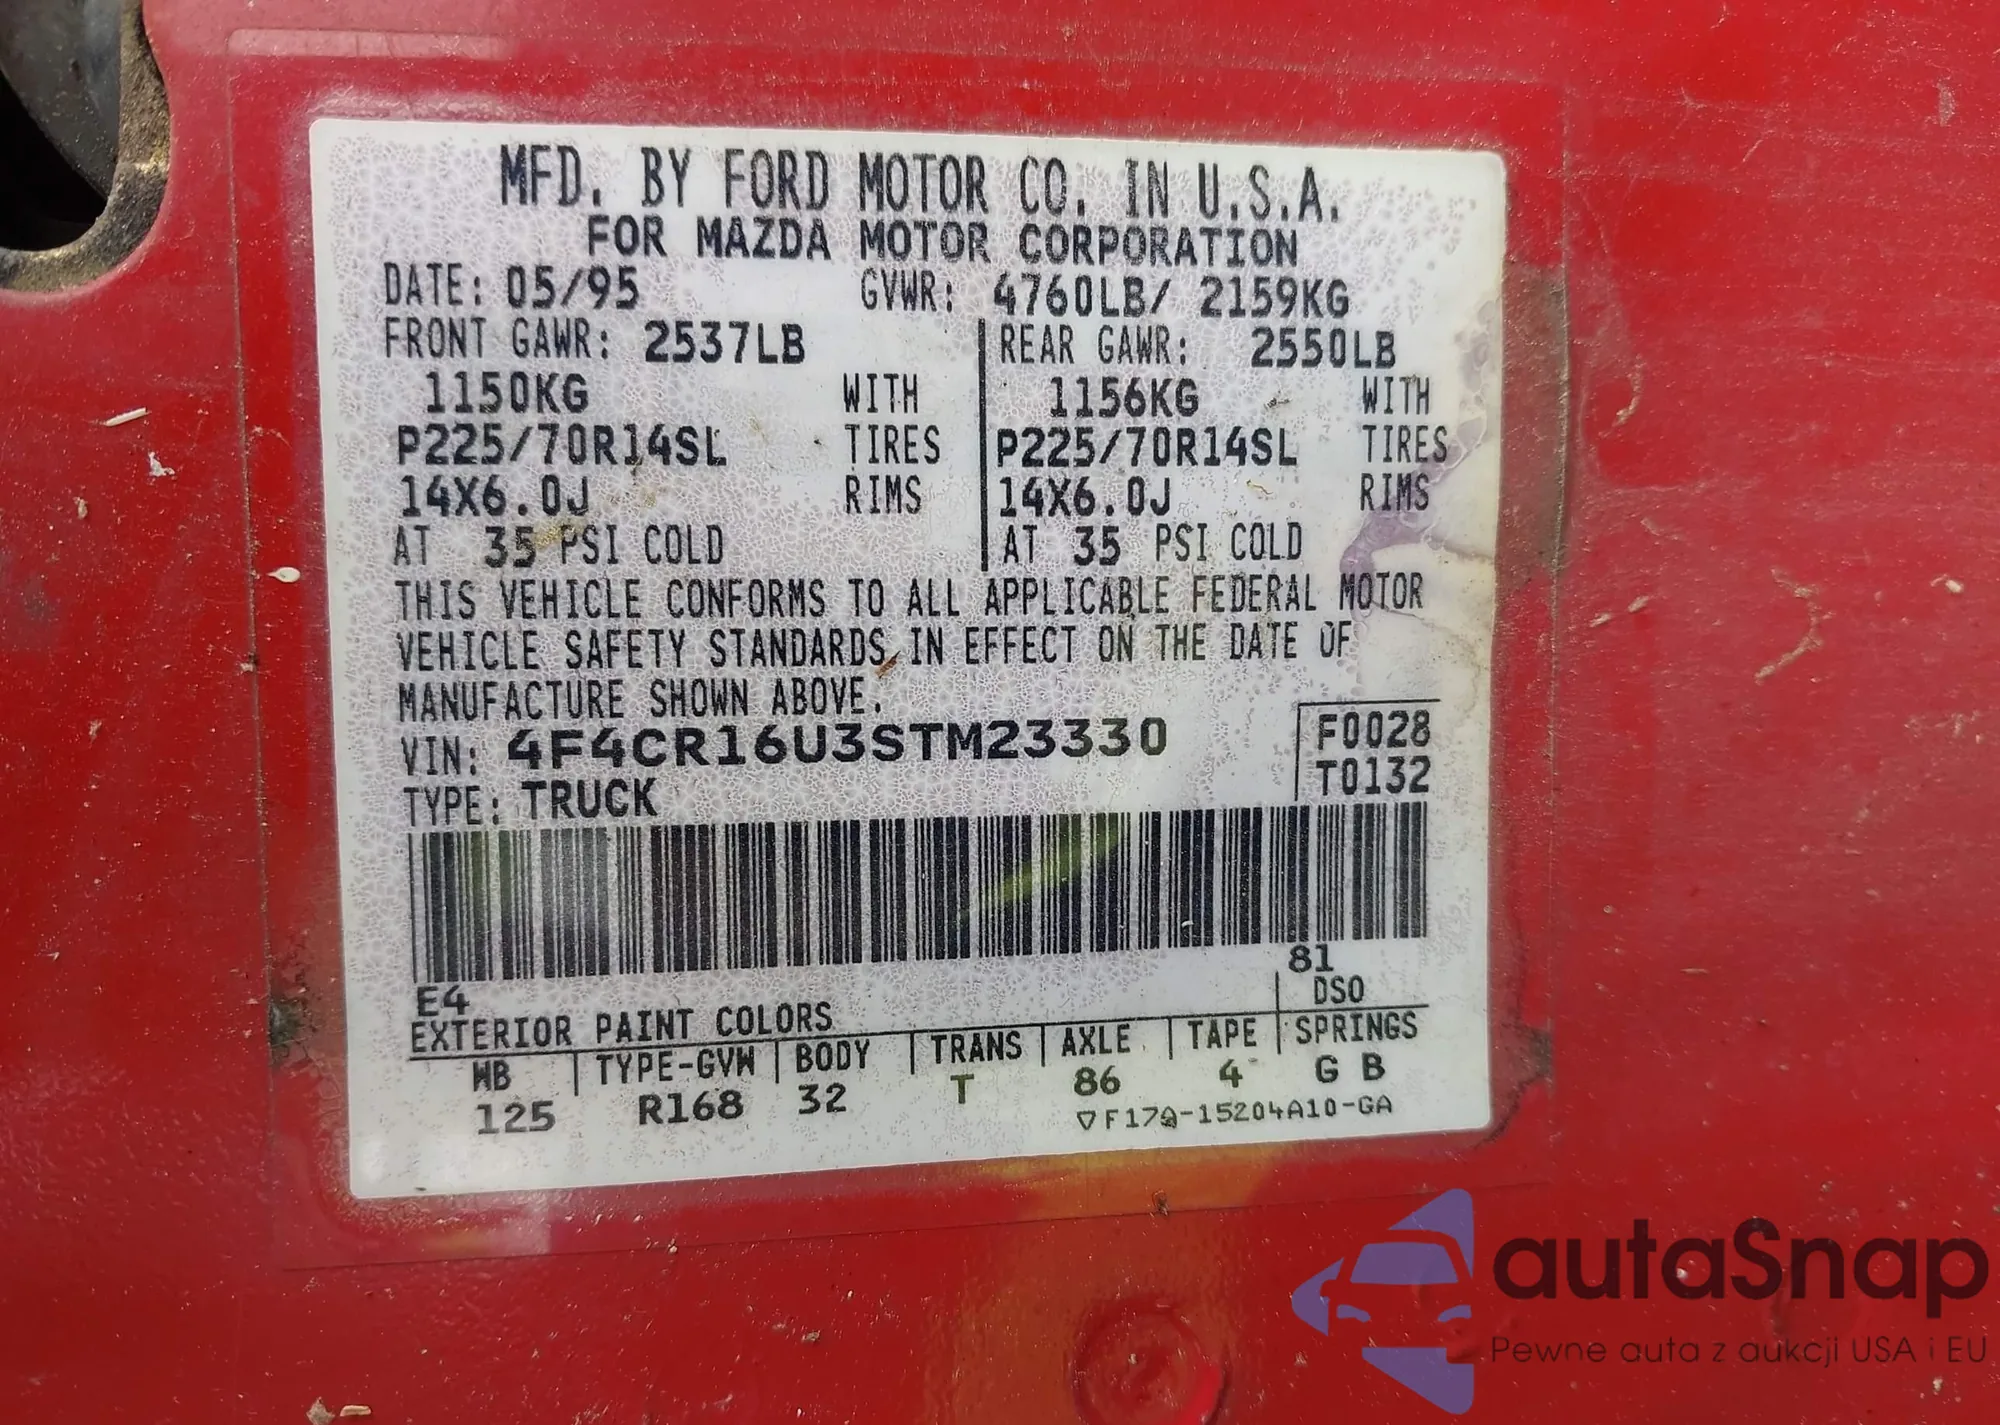 MFD. BY FORD MOTOR CO. IN U.S.A.
FOR MAZDA MOTOR CORPORATION
DATE: 05/95 GVWR: 4760LB/ 2159KG
FRONT GAWR: 2537LB REAR GAWR: 2550LB
1150KG WITH 1156KG WITH
P225/70R14SL TIRES P225/70R14SL TIRES
14X6.0J RIMS 14X6.0J RIMS
AT 35 PSI COLD AT 35 PSI COLD
THIS VEHICLE CONFORMS TO ALL APPLICABLE FEDERAL MOTOR
VEHICLE SAFETY STANDARDS IN EFFECT ON THE DATE OF
MANUFACTURE SHOWN ABOVE.
VIN: 4F4CR16U3STM23330 F0028
TYPE: TRUCK T0132
E4 81
EXTERIOR PAINT COLORS DSO
WB TYPE-GVW BODY TRANS AXLE TAPE SPRINGS
125 R168 32 T 86 4 G B
autaSnap
Pewne auta z aukcji USA i EU